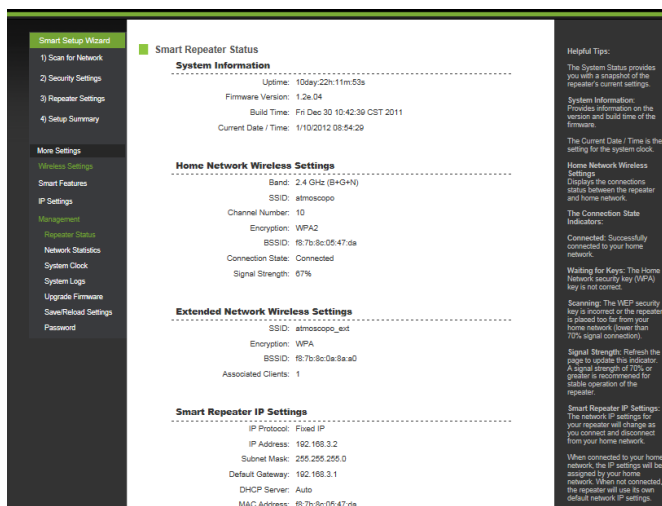 Smart Setup Wizard
1) Scan for Network
2) Security Settings
3) Repeater Settings
4) Setup Summary
More Settings
Wireless Settings
Smart Features
IP Settings
Management
Repeater Status
Network Statistics
System Clock
System Logs
Upgrade Firmware
Save/Reload Settings
Password
Smart Repeater Status
System Information
Uptime: 10day:22h:11m:53s
Firmware Version: 1.2e.04
Build Time: Fri Dec 30 10:42:39 CST 2011
Current Date / Time: 1/10/2012 08:54:29
Home Network Wireless Settings
Band: 2.4 GHz (B+G+N)
SSID: atmoscopo
Channel Number: 10
Encryption: WPA2
BSSID: f8:7b:8c:05:47:da
Connection State: Connected
Signal Strength: 67%
Extended Network Wireless Settings
SSID: atmoscopo_ext
Encryption: WPA
BSSID: f8:7b:8c:0a:8a:a0
Associated Clients: 1
Smart Repeater IP Settings
IP Protocol: Fixed IP
IP Address: 192.168.3.2
Subnet Mask: 255.255.255.0
Default Gateway: 192.168.3.1
DHCP Server: Auto
MAC Address: f8:7b:8c:05:47:da
Helpful Tips:
The System Status provides
you with a snapshot of the
repeater's current settings.
System Information:
Provides information on the
version and build time of the
firmware.
The Current Date / Time is the
setting for the system clock.
Home Network Wireless
Settings
Displays the connections
status between the repeater
and home network.
The Connection State
Indicators:
Connected: Successfully
connected to your home
network.
Waiting for Keys: The Home
Network security key (WPA)
key is not correct.
Scanning: The WEP security
key is incorrect or the repeater
is placed too far from your
home network (lower than
70% signal connection).
Signal Strength: Refresh the
page to update this indicator.
A signal strength of 70% or
greater is recommened for
stable operation of the
repeater.
Smart Repeater IP Settings:
The network IP settings for
your repeater will change as
you connect and disconnect
from your home network.
When connected to your home
network, the IP settings will be
assigned by your home
network. When not connected,
the repeater will use its own
default network IP settings.